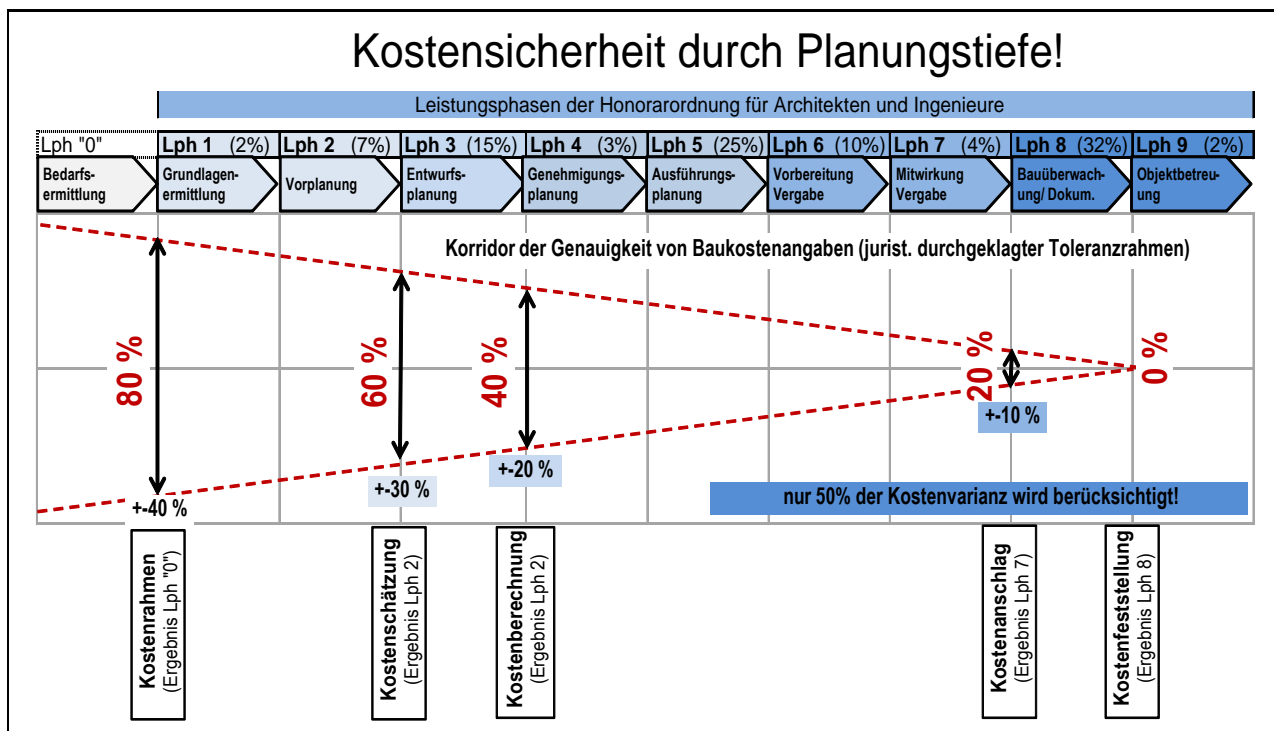 Kostensicherheit durch Planungstiefe!
Leistungsphasen der Honorarordnung für Architekten und Ingenieure
Lph "0"
Lph 1 (2%)
Lph 2 (7%)
Lph 3 (15%)
Lph 4 (3%)
Lph 5 (25%)
Lph 6 (10%)
Lph 7 (4%)
Lph 8 (32%)
Lph 9 (2%)
Bedarfs-
ermittlung
Grundlagen-
ermittlung
Vorplanung
Entwurfs-
planung
Genehmigungs-
planung
Ausführungs-
planung
Vorbereitung
Vergabe
Mitwirkung
Vergabe
Bauüberwach-
ung/ Dokum.
Objektbetreu-
ung
Korridor der Genauigkeit von Baukostenangaben (jurist. durchgeklagter Toleranzrahmen)
80 %
60 %
40 %
20 %
0 %
+-40 %
+-30 %
+-20 %
+-10 %
nur 50% der Kostenvarianz wird berücksichtigt!
Kostenrahmen
(Ergebnis Lph "0")
Kostenschätzung
(Ergebnis Lph 2)
Kostenberechnung
(Ergebnis Lph 2)
Kostenanschlag
(Ergebnis Lph 7)
Kostenfeststellung
(Ergebnis Lph 8)